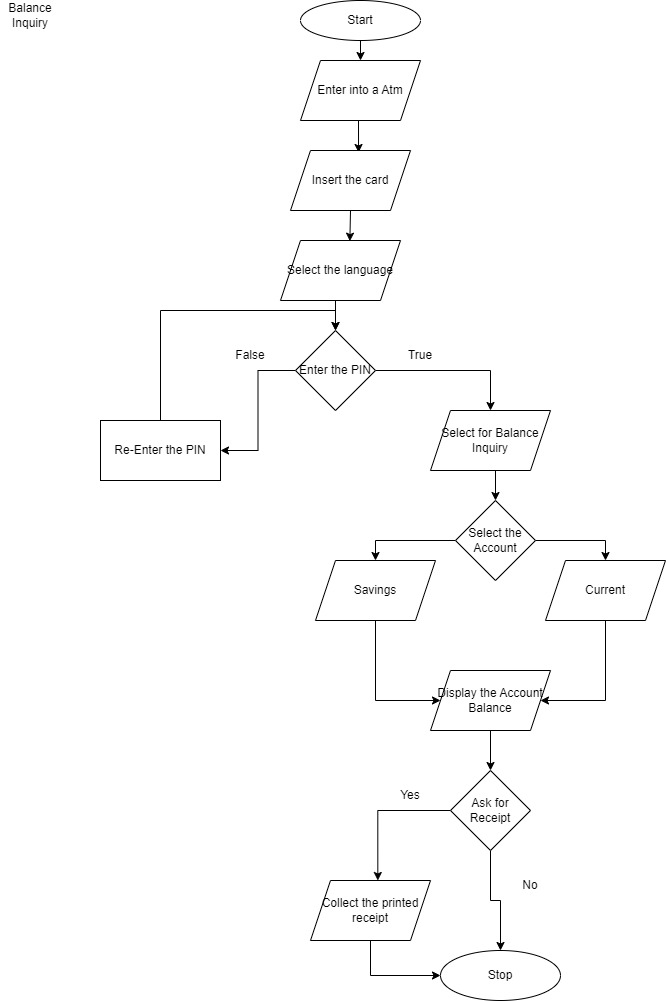 Balance
Inquiry
Start
Enter into a Atm
Insert the card
Select the language
False
True
Enter the PIN
Re-Enter the PIN
Select for Balance
Inquiry
Select the
Account
Savings
Current
Display the Account
Balance
Yes
Ask for
Receipt
No
Collect the printed
receipt
Stop